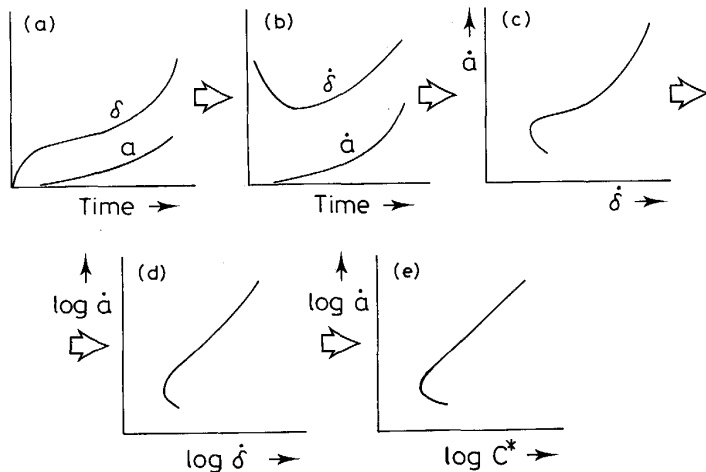 (a)
δ
a
Time →
(b)
δ̇
ȧ
Time →
(c)
ȧ
δ̇ →
(d)
log ȧ
log δ̇ →
(e)
log ȧ
log C* →